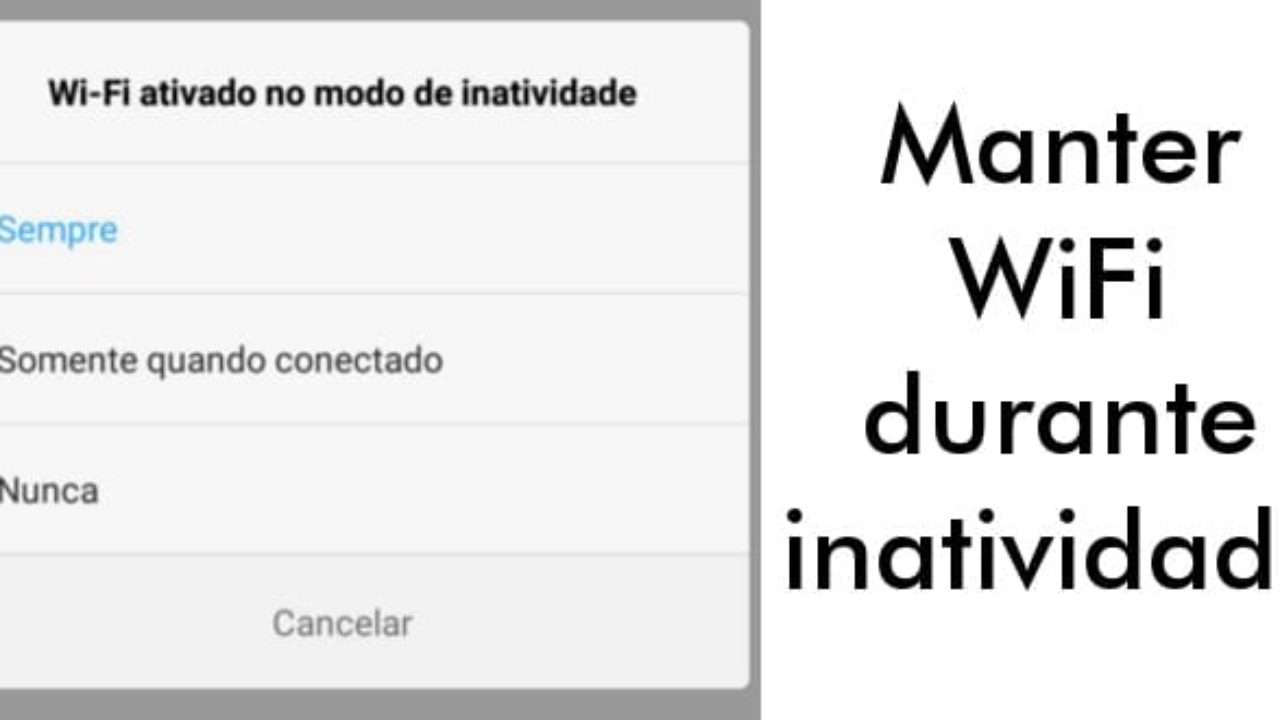 Wi-Fi ativado no modo de inatividade
Sempre
Somente quando conectado
Nunca
Cancelar
Manter
WiFi
durante
inatividad